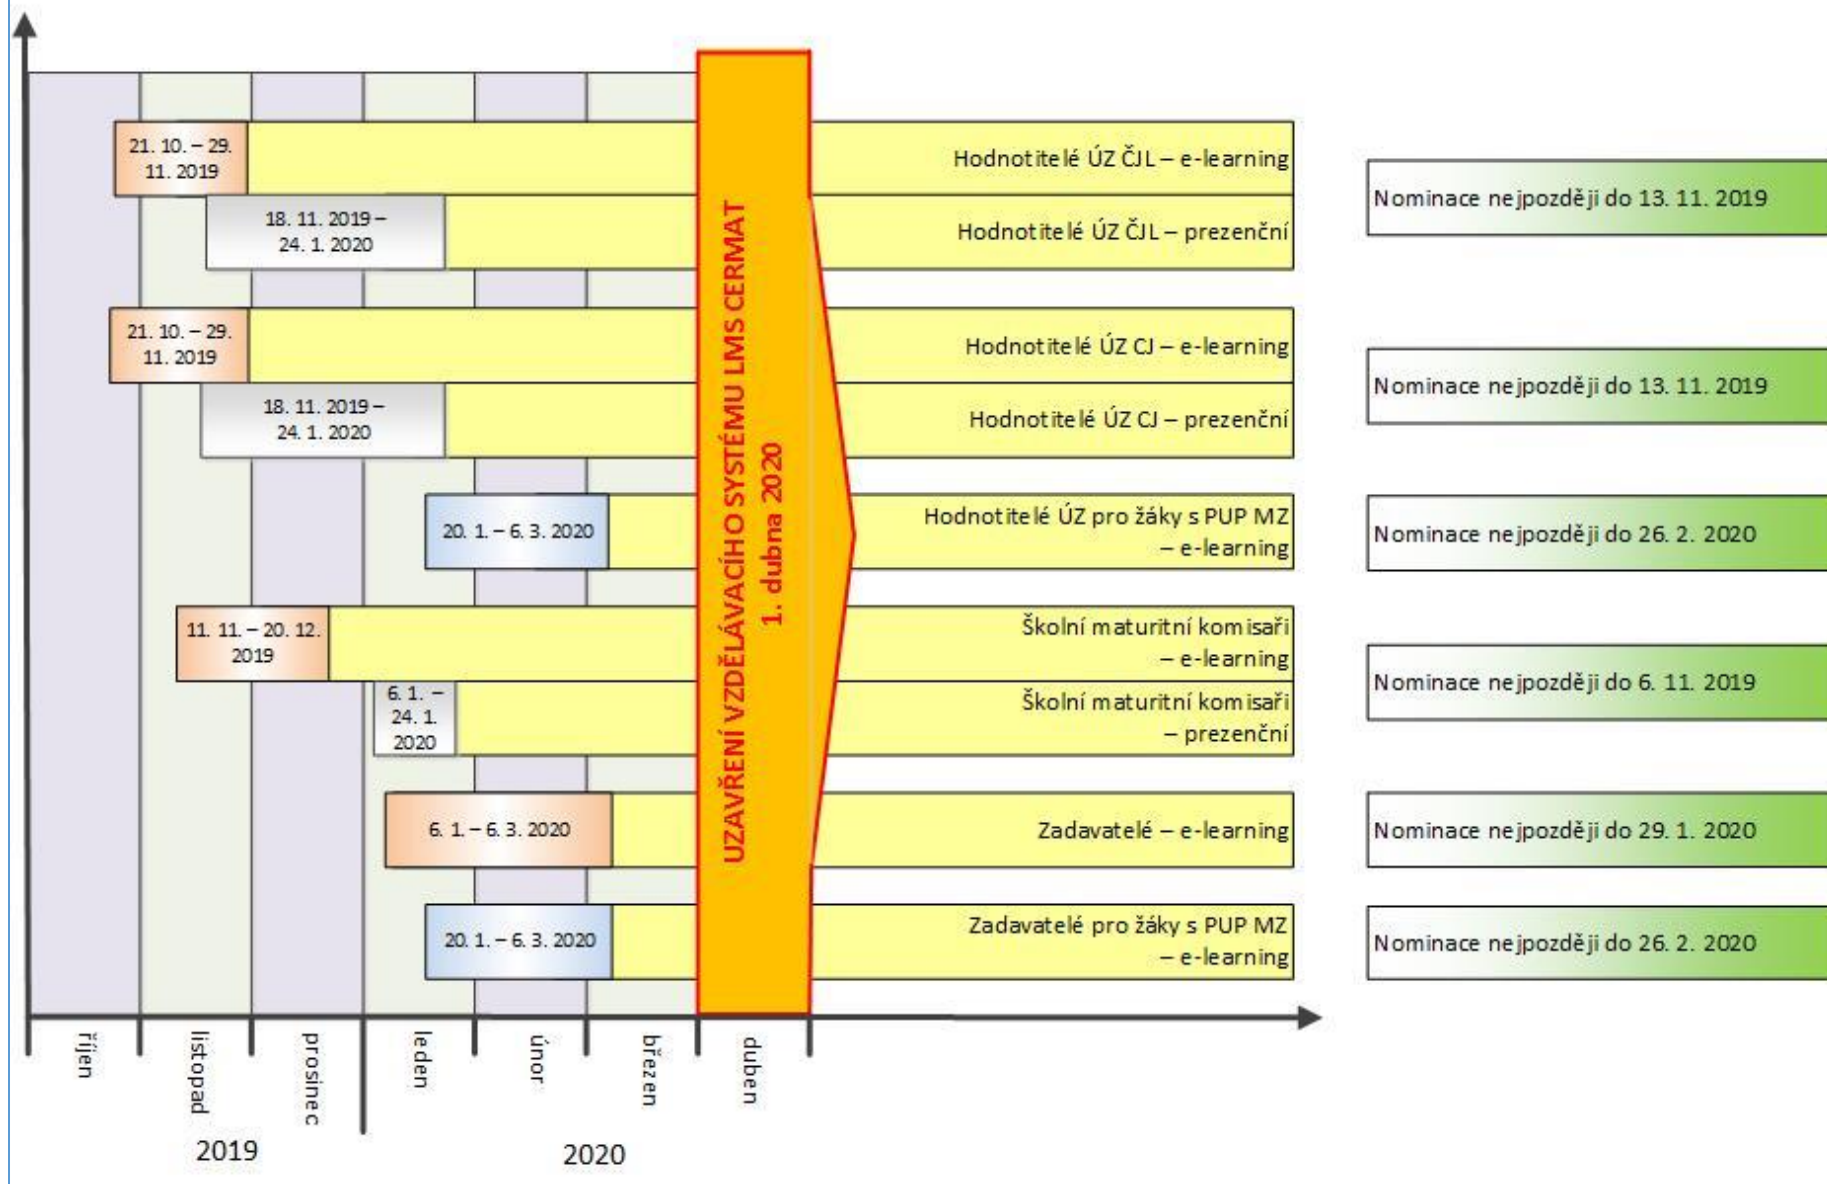 21. 10. – 29.
11. 2019
Hodnotitelé ÚZ ČJL – e-learning
18. 11. 2019 –
24. 1. 2020
Hodnotitelé ÚZ ČJL – prezenční
Nominace nejpozději do 13. 11. 2019
21. 10. – 29.
11. 2019
Hodnotitelé ÚZ CJ – e-learning
18. 11. 2019 –
24. 1. 2020
Hodnotitelé ÚZ CJ – prezenční
Nominace nejpozději do 13. 11. 2019
20. 1. – 6. 3. 2020
Hodnotitelé ÚZ pro žáky s PUP MZ
– e-learning
Nominace nejpozději do 26. 2. 2020
11. 11. – 20. 12.
2019
Školní maturitní komisaři
– e-learning
6. 1. –
24. 1.
2020
Školní maturitní komisaři
– prezenční
Nominace nejpozději do 6. 11. 2019
6. 1. – 6. 3. 2020
Zadavatelé – e-learning
Nominace nejpozději do 29. 1. 2020
20. 1. – 6. 3. 2020
Zadavatelé pro žáky s PUP MZ
– e-learning
Nominace nejpozději do 26. 2. 2020
UZAVŘENÍ VZDĚLÁVACÍHO SYSTÉMU LMS CERMAT
1. dubna 2020
říjen
listopad
prosinec
leden
únor
březen
duben
2019
2020